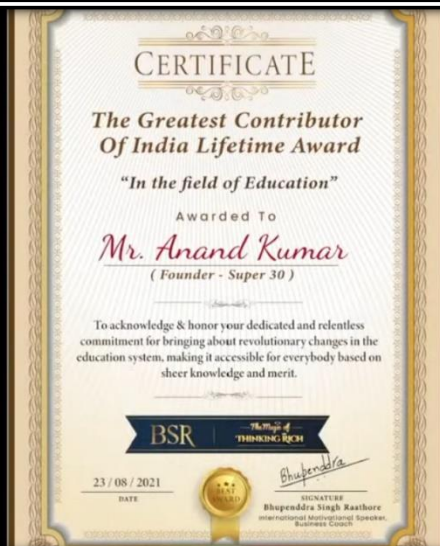 CERTIFICATE
The Greatest Contributor
Of India Lifetime Award
"In the field of Education"
Awarded To
Mr. Anand Kumar
( Founder - Super 30 )
To acknowledge & honor your dedicated and relentless
commitment for bringing about revolutionary changes in the
education system, making it accessible for everybody based on
sheer knowledge and merit.
BSR
The Magic of
THINKING RICH
Bhupenddra
23 / 08 / 2021
DATE
BEST
AWARD
SIGNATURE
Bhupenddra Singh Raathore
International Motivational Speaker,
Business Coach